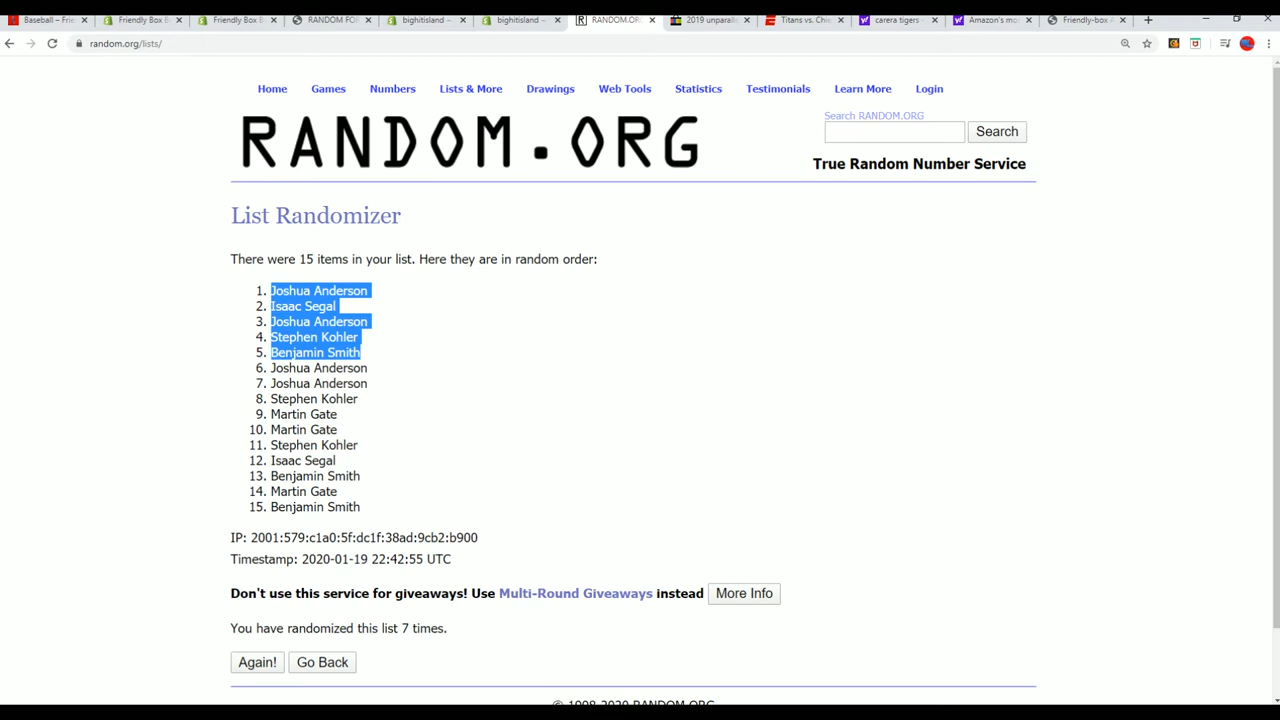 Baseball – Frie
Friendly Box B
Friendly Box B
RANDOM FO
bighitisland –
bighitisland –
RANDOM.OR
2019 unparalle
Titans vs. Chie
carera tigers
Amazon's mo
Friendly-box A
random.org/lists/
Home Games Numbers Lists & More Drawings Web Tools Statistics Testimonials Learn More Login
RANDOM.ORG
Search RANDOM.ORG
Search
True Random Number Service
List Randomizer
There were 15 items in your list. Here they are in random order:
1. Joshua Anderson
2. Isaac Segal
3. Joshua Anderson
4. Stephen Kohler
5. Benjamin Smith
6. Joshua Anderson
7. Joshua Anderson
8. Stephen Kohler
9. Martin Gate
10. Martin Gate
11. Stephen Kohler
12. Isaac Segal
13. Benjamin Smith
14. Martin Gate
15. Benjamin Smith
IP: 2001:579:c1a0:5f:dc1f:38ad:9cb2:b900
Timestamp: 2020-01-19 22:42:55 UTC
Don't use this service for giveaways! Use Multi-Round Giveaways instead More Info
You have randomized this list 7 times.
Again! Go Back
© 1998-2020 RANDOM.ORG